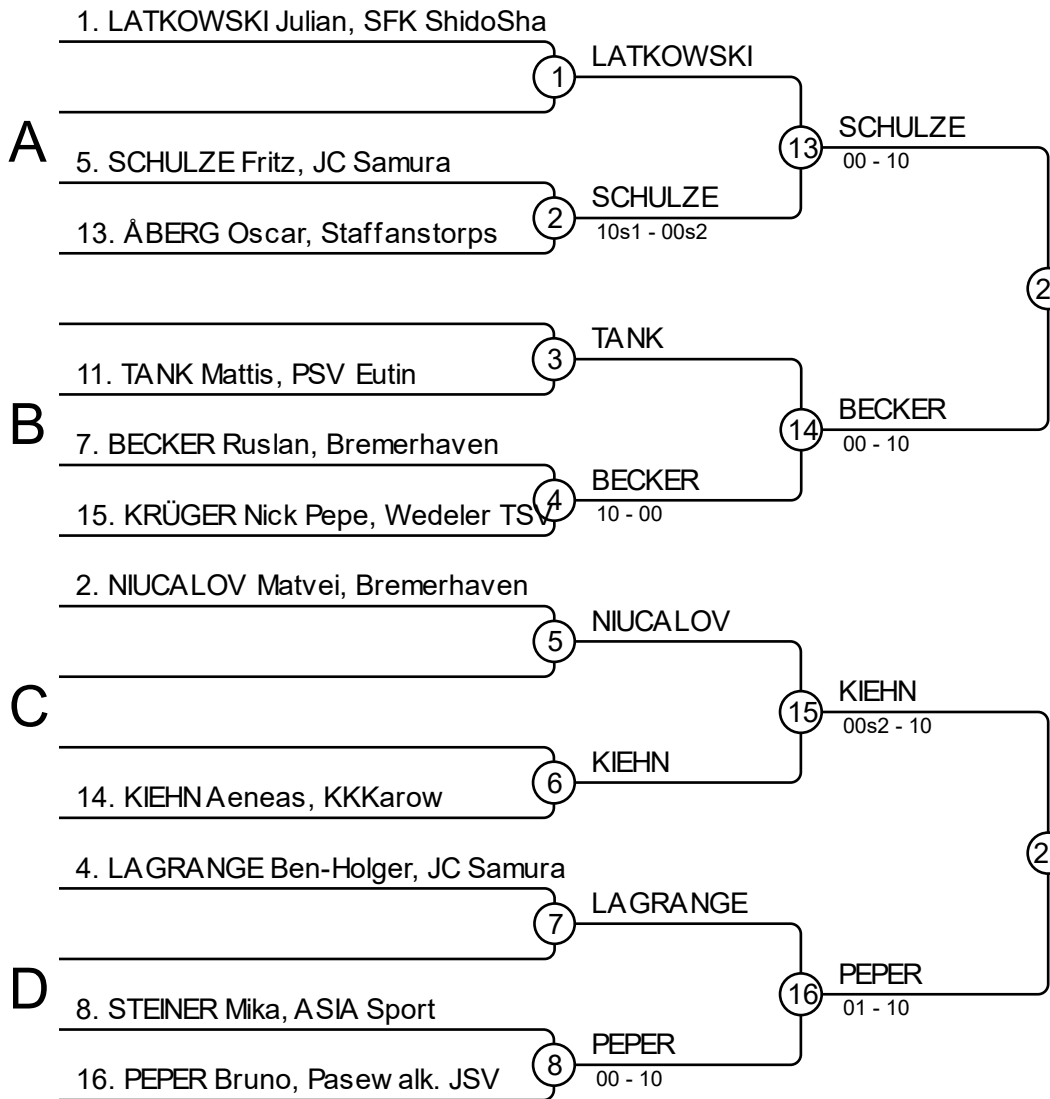 1. LATKOWSKI Julian, SFK ShidoSha
1
LATKOWSKI
A
5. SCHULZE Fritz, JC Samura
13. ÅBERG Oscar, Staffanstorps
2
SCHULZE
10s1 - 00s2
13
SCHULZE
00 - 10
2
11. TANK Mattis, PSV Eutin
3
TANK
B
7. BECKER Ruslan, Bremerhaven
15. KRÜGER Nick Pepe, Wedeler TSV
4
BECKER
10 - 00
14
BECKER
00 - 10
2. NIUCALOV Matvei, Bremerhaven
5
NIUCALOV
C
14. KIEHN Aeneas, KKKarow
6
KIEHN
15
KIEHN
00s2 - 10
2
4. LAGRANGE Ben-Holger, JC Samura
7
LAGRANGE
D
8. STEINER Mika, ASIA Sport
16. PEPER Bruno, Pasewalk. JSV
8
PEPER
00 - 10
16
PEPER
01 - 10